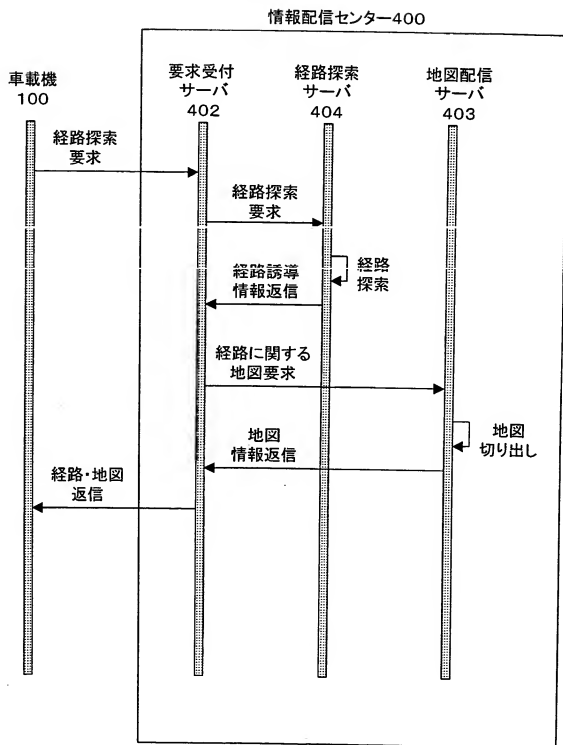 情報配信センター400
車載機
100
要求受付
サーバ
402
経路探索
サーバ
404
地図配信
サーバ
403
経路探索
要求
経路探索
要求
経路
探索
経路誘導
情報返信
経路に関する
地図要求
地図
切り出し
地図
情報返信
経路・地図
返信